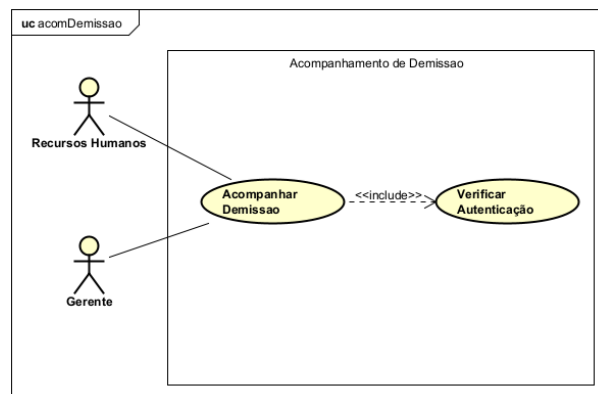 uc acomDemissao
Acompanhamento de Demissao
Recursos Humanos
Acompanhar
Demissao
<<include>>
Verificar
Autenticação
Gerente